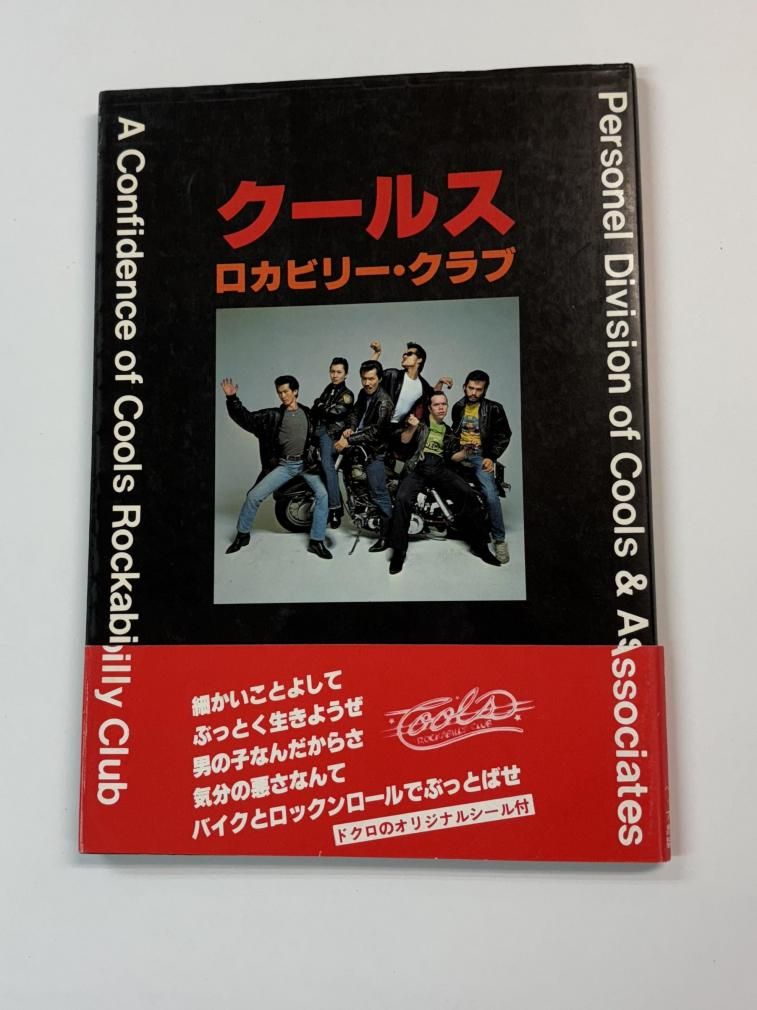 クールス
ロカビリー・クラブ
A Confidence of Cools Rockabilly Club
Personel Division of Cools & Associates
細かいことよして
ぶっとく生きようぜ
男の子なんだからさ
気分の悪さなんて
バイクとロックンロールでぶっとばせ
Cools
ROCKABILLY CLUB
ドクロのオリジナルシール付